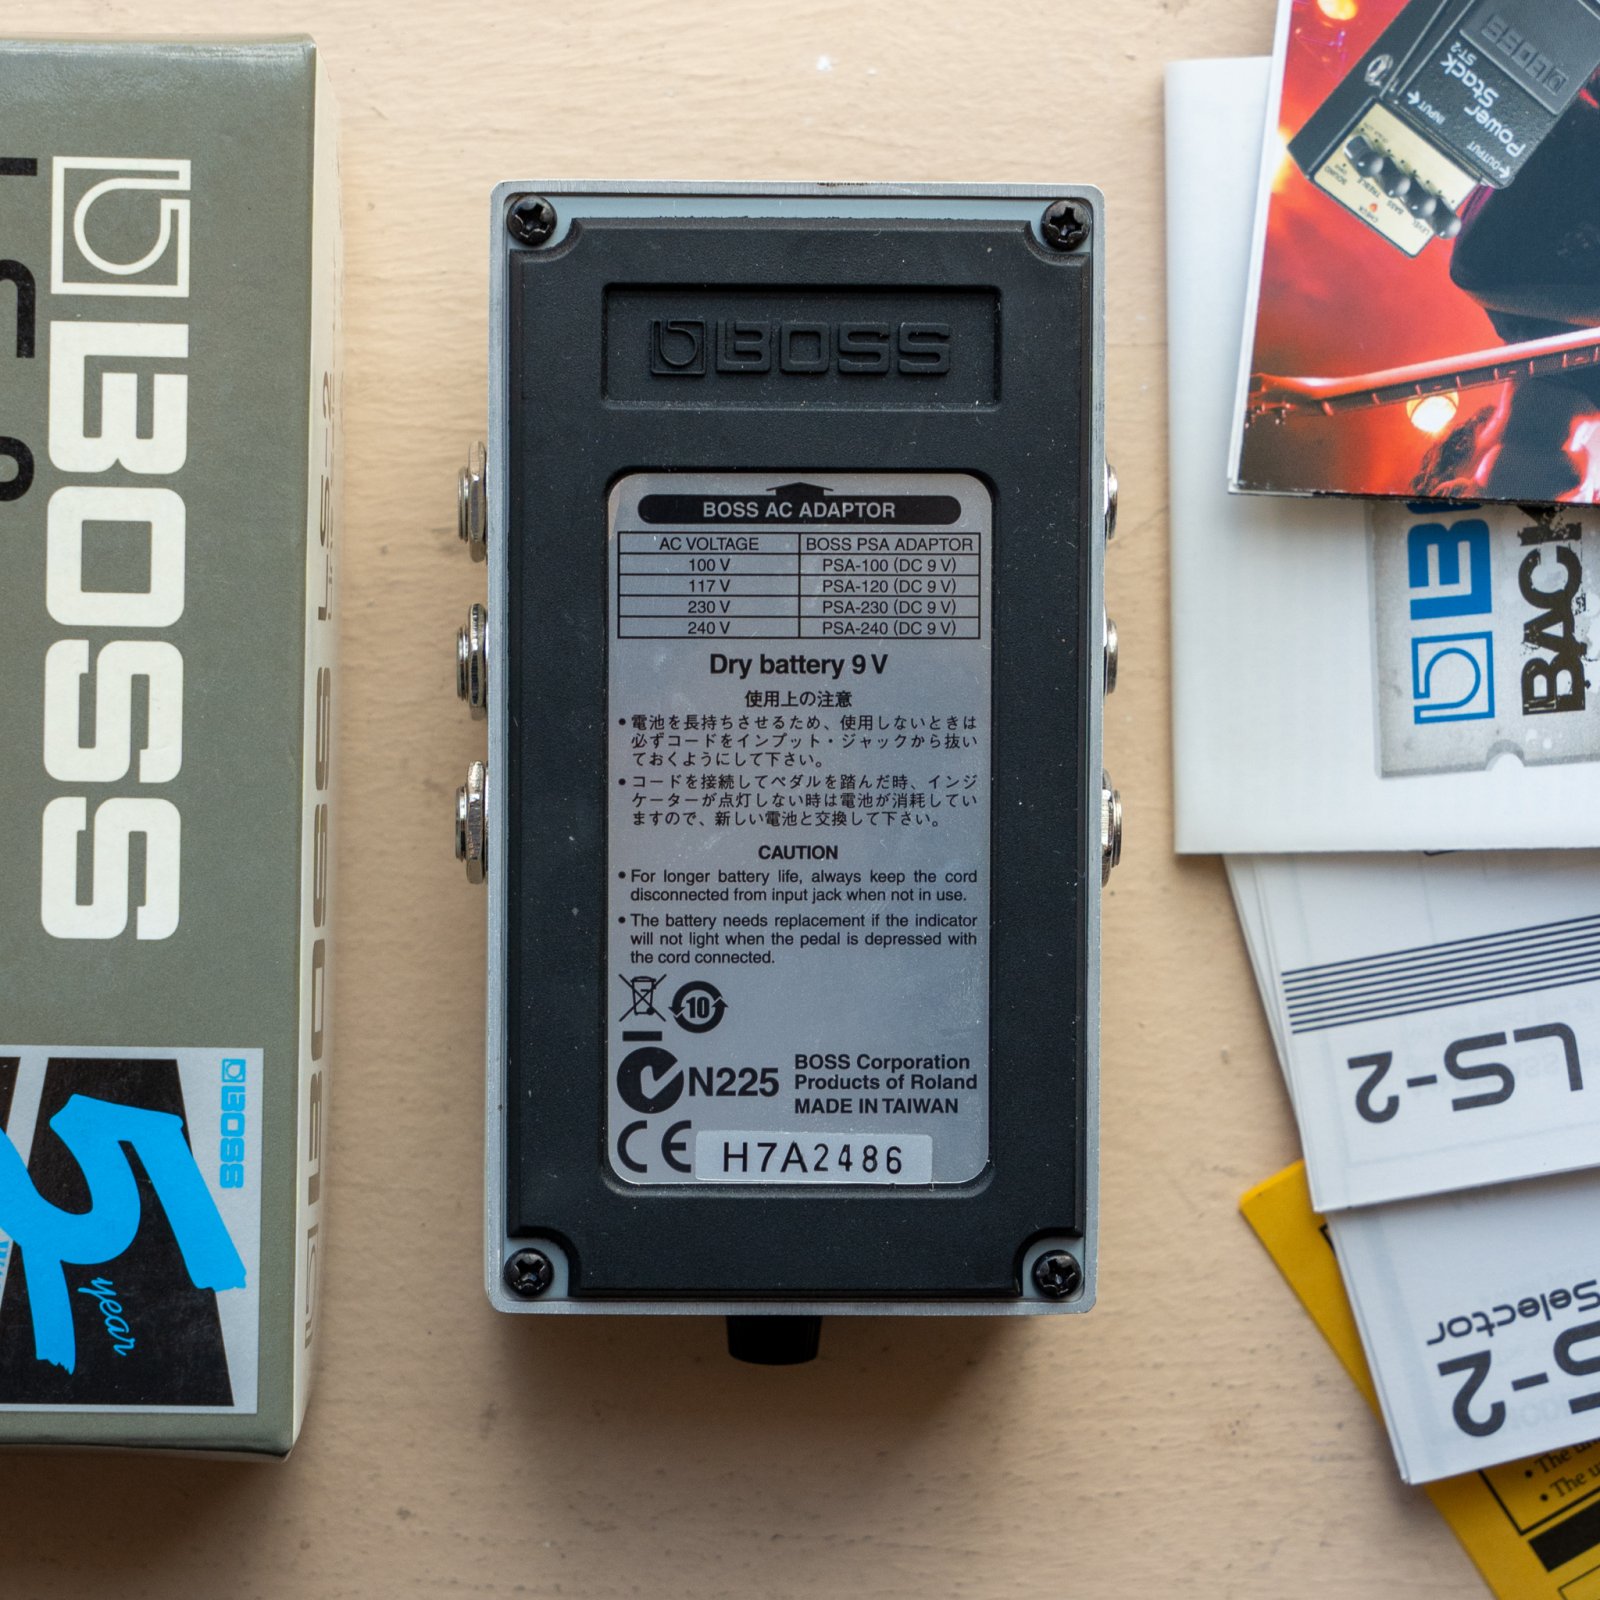 BOSS
BOSS LS-2
BOSS
5
year
BOSS
BOSS AC ADAPTOR
AC VOLTAGE BOSS PSA ADAPTOR
100 V PSA-100 (DC 9 V)
117 V PSA-120 (DC 9 V)
230 V PSA-230 (DC 9 V)
240 V PSA-240 (DC 9 V)
Dry battery 9 V
使用上の注意
• 電池を長持ちさせるため、使用しないときは
必ずコードをインプット・ジャックから抜い
ておくようにして下さい。
• コードを接続してペダルを踏んだ時、インジ
ケーターが点灯しない時は電池が消耗してい
ますので、新しい電池と交換して下さい。
CAUTION
• For longer battery life, always keep the cord
disconnected from input jack when not in use.
• The battery needs replacement if the indicator
will not light when the pedal is depressed with
the cord connected.
10
N225
BOSS Corporation
Products of Roland
MADE IN TAIWAN
CE
H7A2486
BOSS
Power
Stack
ST-2
INPUT
OUTPUT
SOUND
TREBLE
BASS
LEVEL
CHECK
LS-2
Selector
• The
• The